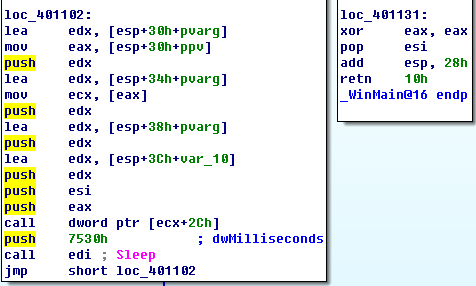 loc_401102:
lea     edx, [esp+30h+pvarg]
mov     eax, [esp+30h+ppv]
push    edx
lea     edx, [esp+34h+pvarg]
mov     ecx, [eax]
push    edx
lea     edx, [esp+38h+pvarg]
push    edx
lea     edx, [esp+3Ch+var_10]
push    edx
push    esi
push    eax
call    dword ptr [ecx+2Ch]
push    7530h           ; dwMilliseconds
call    edi ; Sleep
jmp     short loc_401102
loc_401131:
xor     eax, eax
pop     esi
add     esp, 28h
retn    10h
_WinMain@16 endp